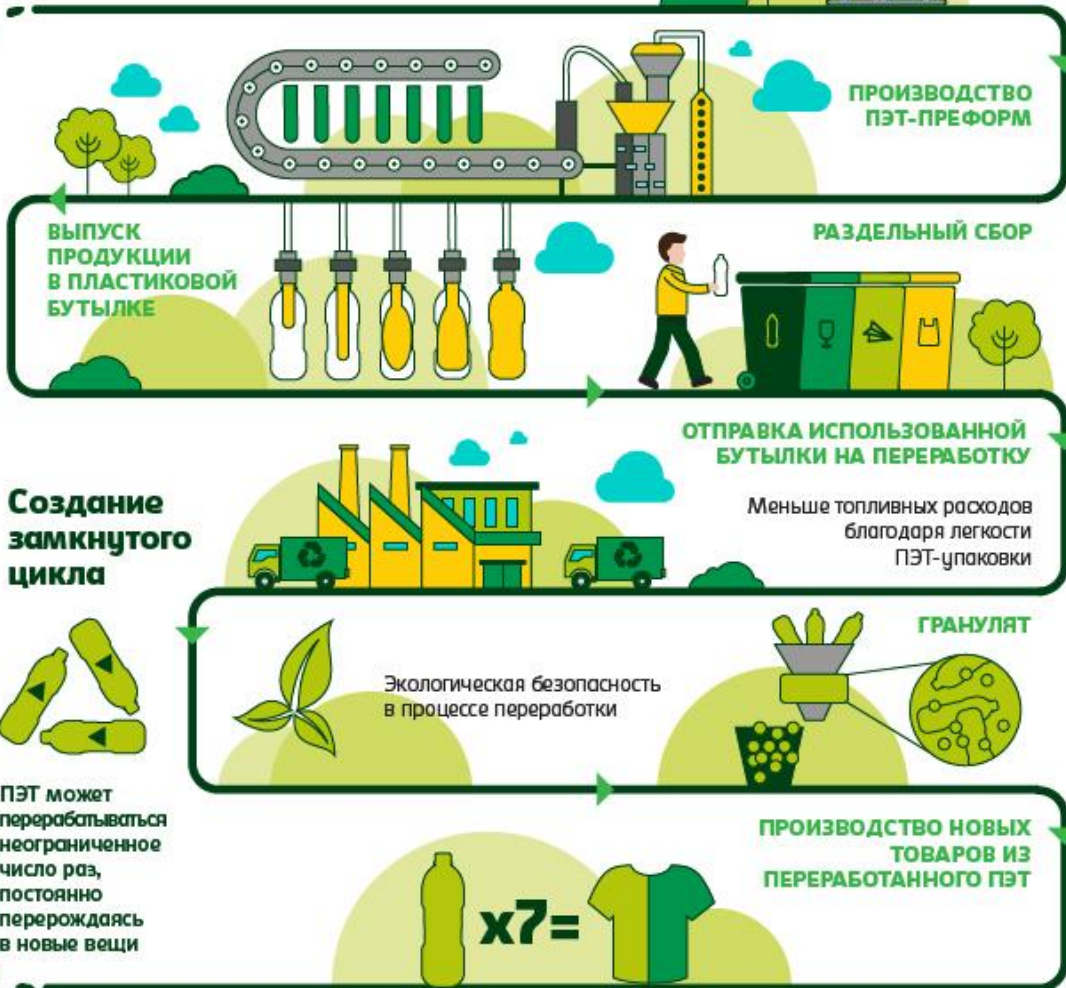 ПРОИЗВОДСТВО
ПЭТ-ПРЕФОРМ
ВЫПУСК
ПРОДУКЦИИ
В ПЛАСТИКОВОЙ
БУТЫЛКЕ
РАЗДЕЛЬНЫЙ СБОР
ОТПРАВКА ИСПОЛЬЗОВАННОЙ
БУТЫЛКИ НА ПЕРЕРАБОТКУ
Меньше топливных расходов
благодаря легкости
ПЭТ-упаковки
Создание
замкнутого
цикла
ГРАНУЛЯТ
Экологическая безопасность
в процессе переработки
ПЭТ может
перерабатываться
неограниченное
число раз,
постоянно
перерождаясь
в новые вещи
ПРОИЗВОДСТВО НОВЫХ
ТОВАРОВ ИЗ
ПЕРЕРАБОТАННОГО ПЭТ
x7=